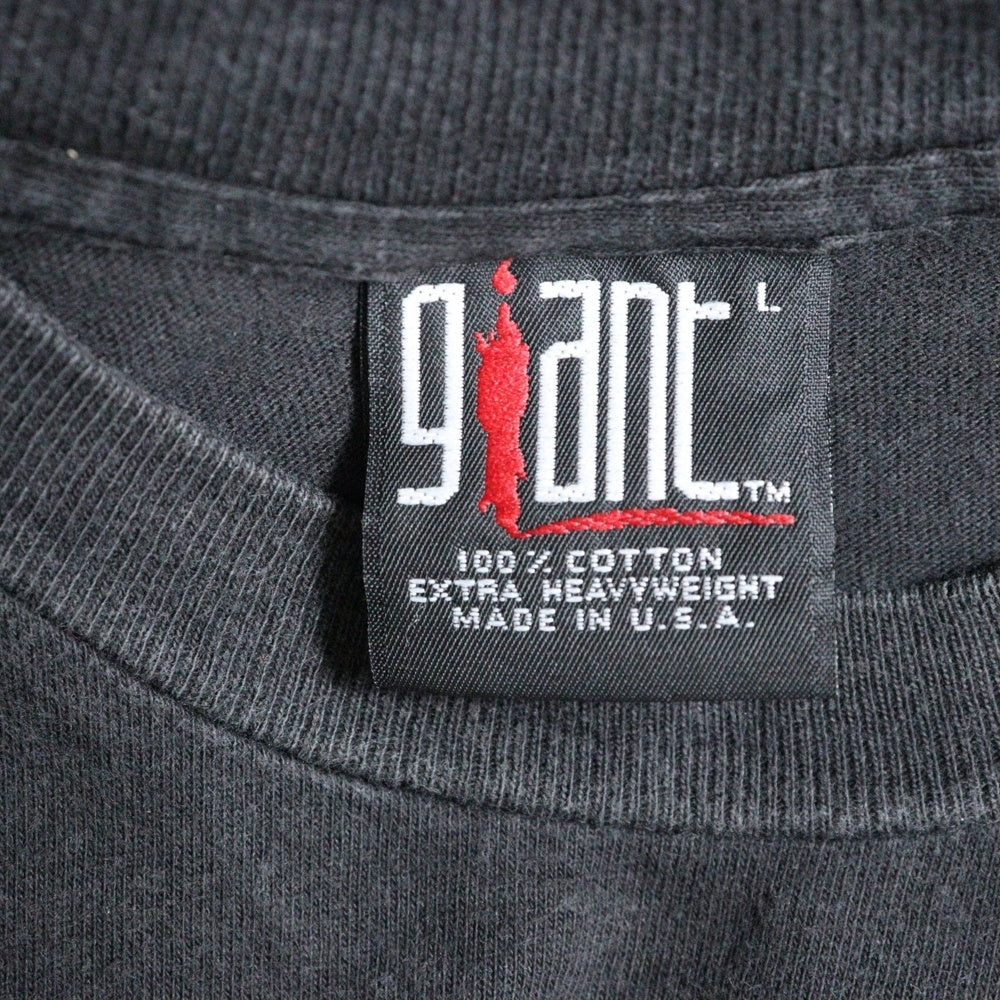 giant L
TM
100% COTTON
EXTRA HEAVYWEIGHT
MADE IN U.S.A.